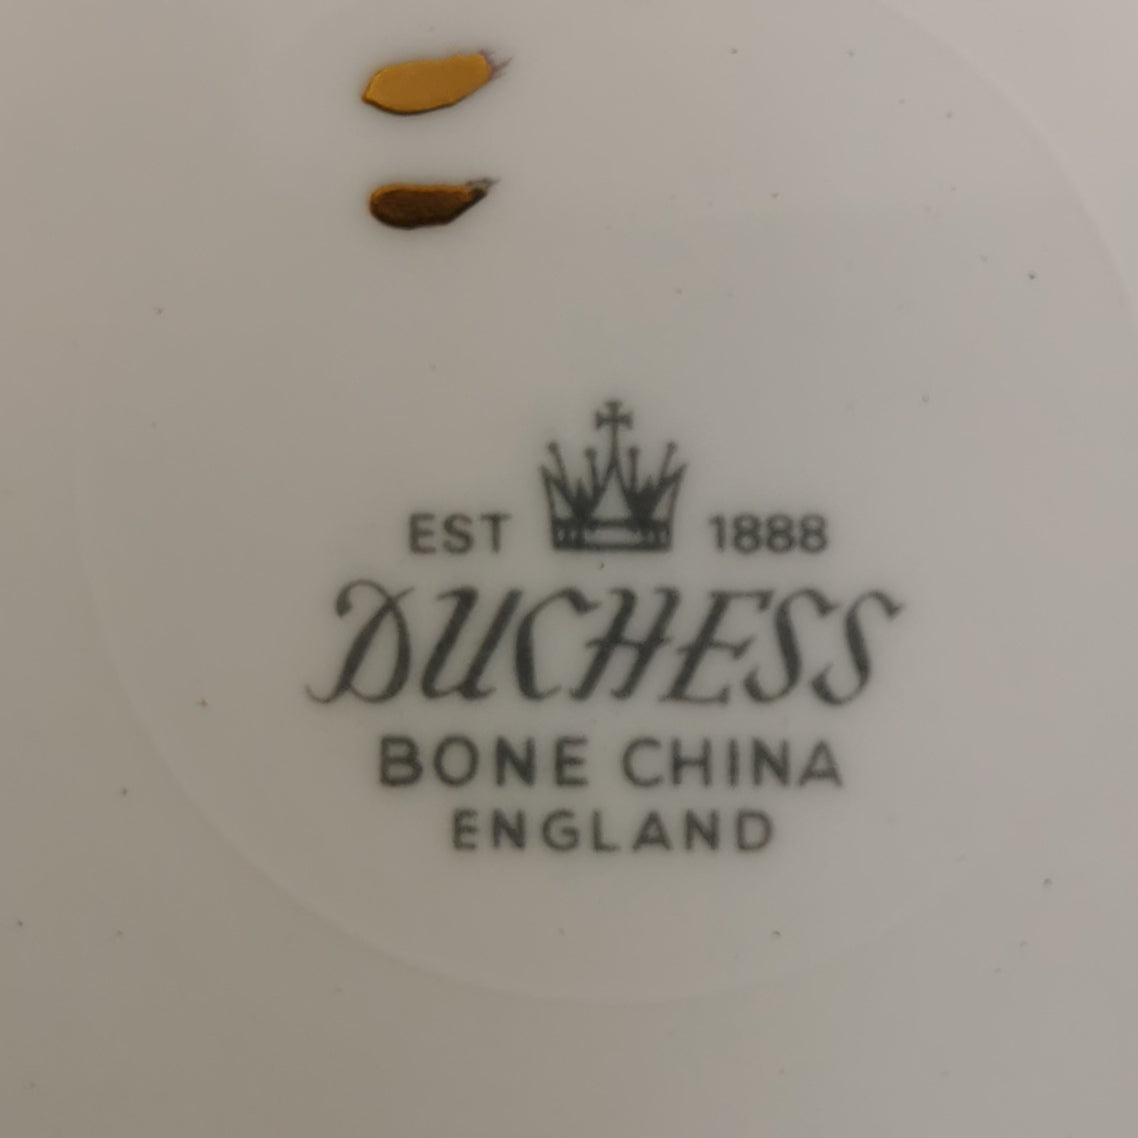 EST 1888
DUCHESS
BONE CHINA
ENGLAND